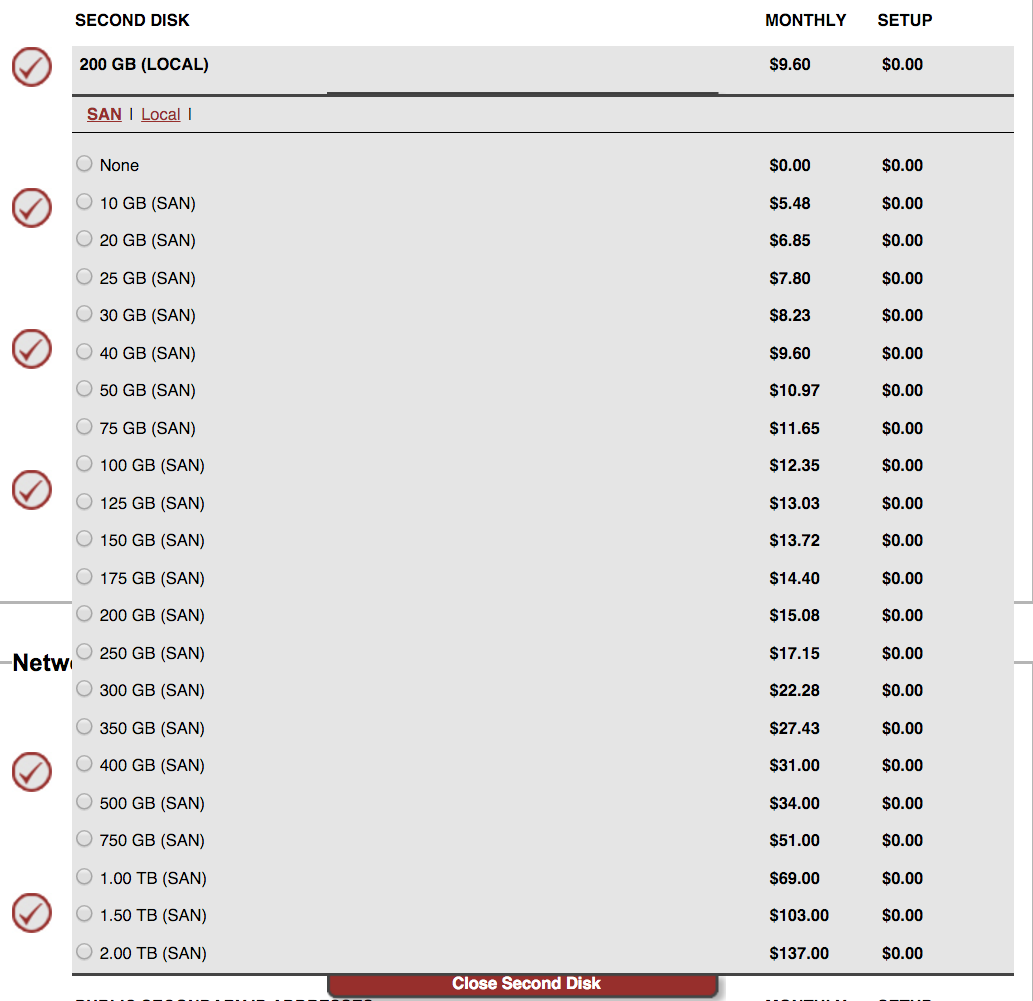 SECOND DISK MONTHLY SETUP
200 GB (LOCAL) $9.60 $0.00
SAN | Local |
None $0.00 $0.00
10 GB (SAN) $5.48 $0.00
20 GB (SAN) $6.85 $0.00
25 GB (SAN) $7.80 $0.00
30 GB (SAN) $8.23 $0.00
40 GB (SAN) $9.60 $0.00
50 GB (SAN) $10.97 $0.00
75 GB (SAN) $11.65 $0.00
100 GB (SAN) $12.35 $0.00
125 GB (SAN) $13.03 $0.00
150 GB (SAN) $13.72 $0.00
175 GB (SAN) $14.40 $0.00
200 GB (SAN) $15.08 $0.00
Netw 250 GB (SAN) $17.15 $0.00
300 GB (SAN) $22.28 $0.00
350 GB (SAN) $27.43 $0.00
400 GB (SAN) $31.00 $0.00
500 GB (SAN) $34.00 $0.00
750 GB (SAN) $51.00 $0.00
1.00 TB (SAN) $69.00 $0.00
1.50 TB (SAN) $103.00 $0.00
2.00 TB (SAN) $137.00 $0.00
Close Second Disk